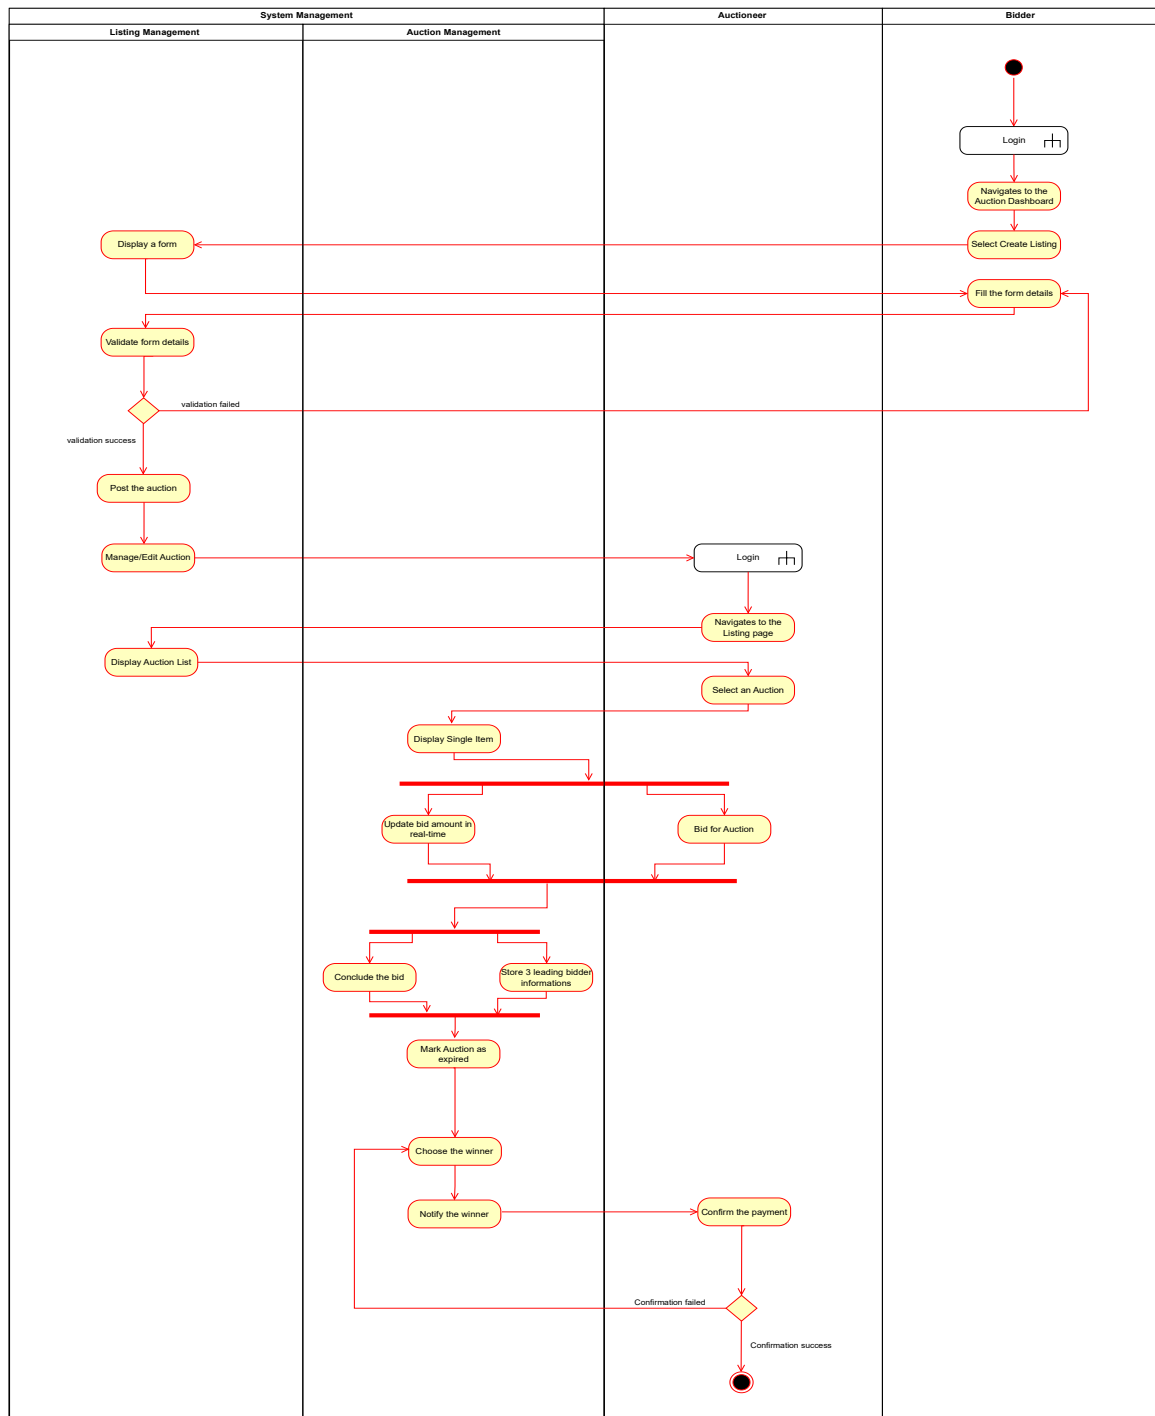 System Management
Auctioneer
Bidder
Listing Management
Auction Management
Login
Navigates to the
Auction Dashboard
Display a form
Select Create Listing
Fill the form details
Validate form details
validation failed
validation success
Post the auction
Manage/Edit Auction
Login
Navigates to the
Listing page
Display Auction List
Select an Auction
Display Single Item
Update bid amount in
real-time
Bid for Auction
Conclude the bid
Store 3 leading bidder
informations
Mark Auction as
expired
Choose the winner
Notify the winner
Confirm the payment
Confirmation failed
Confirmation success